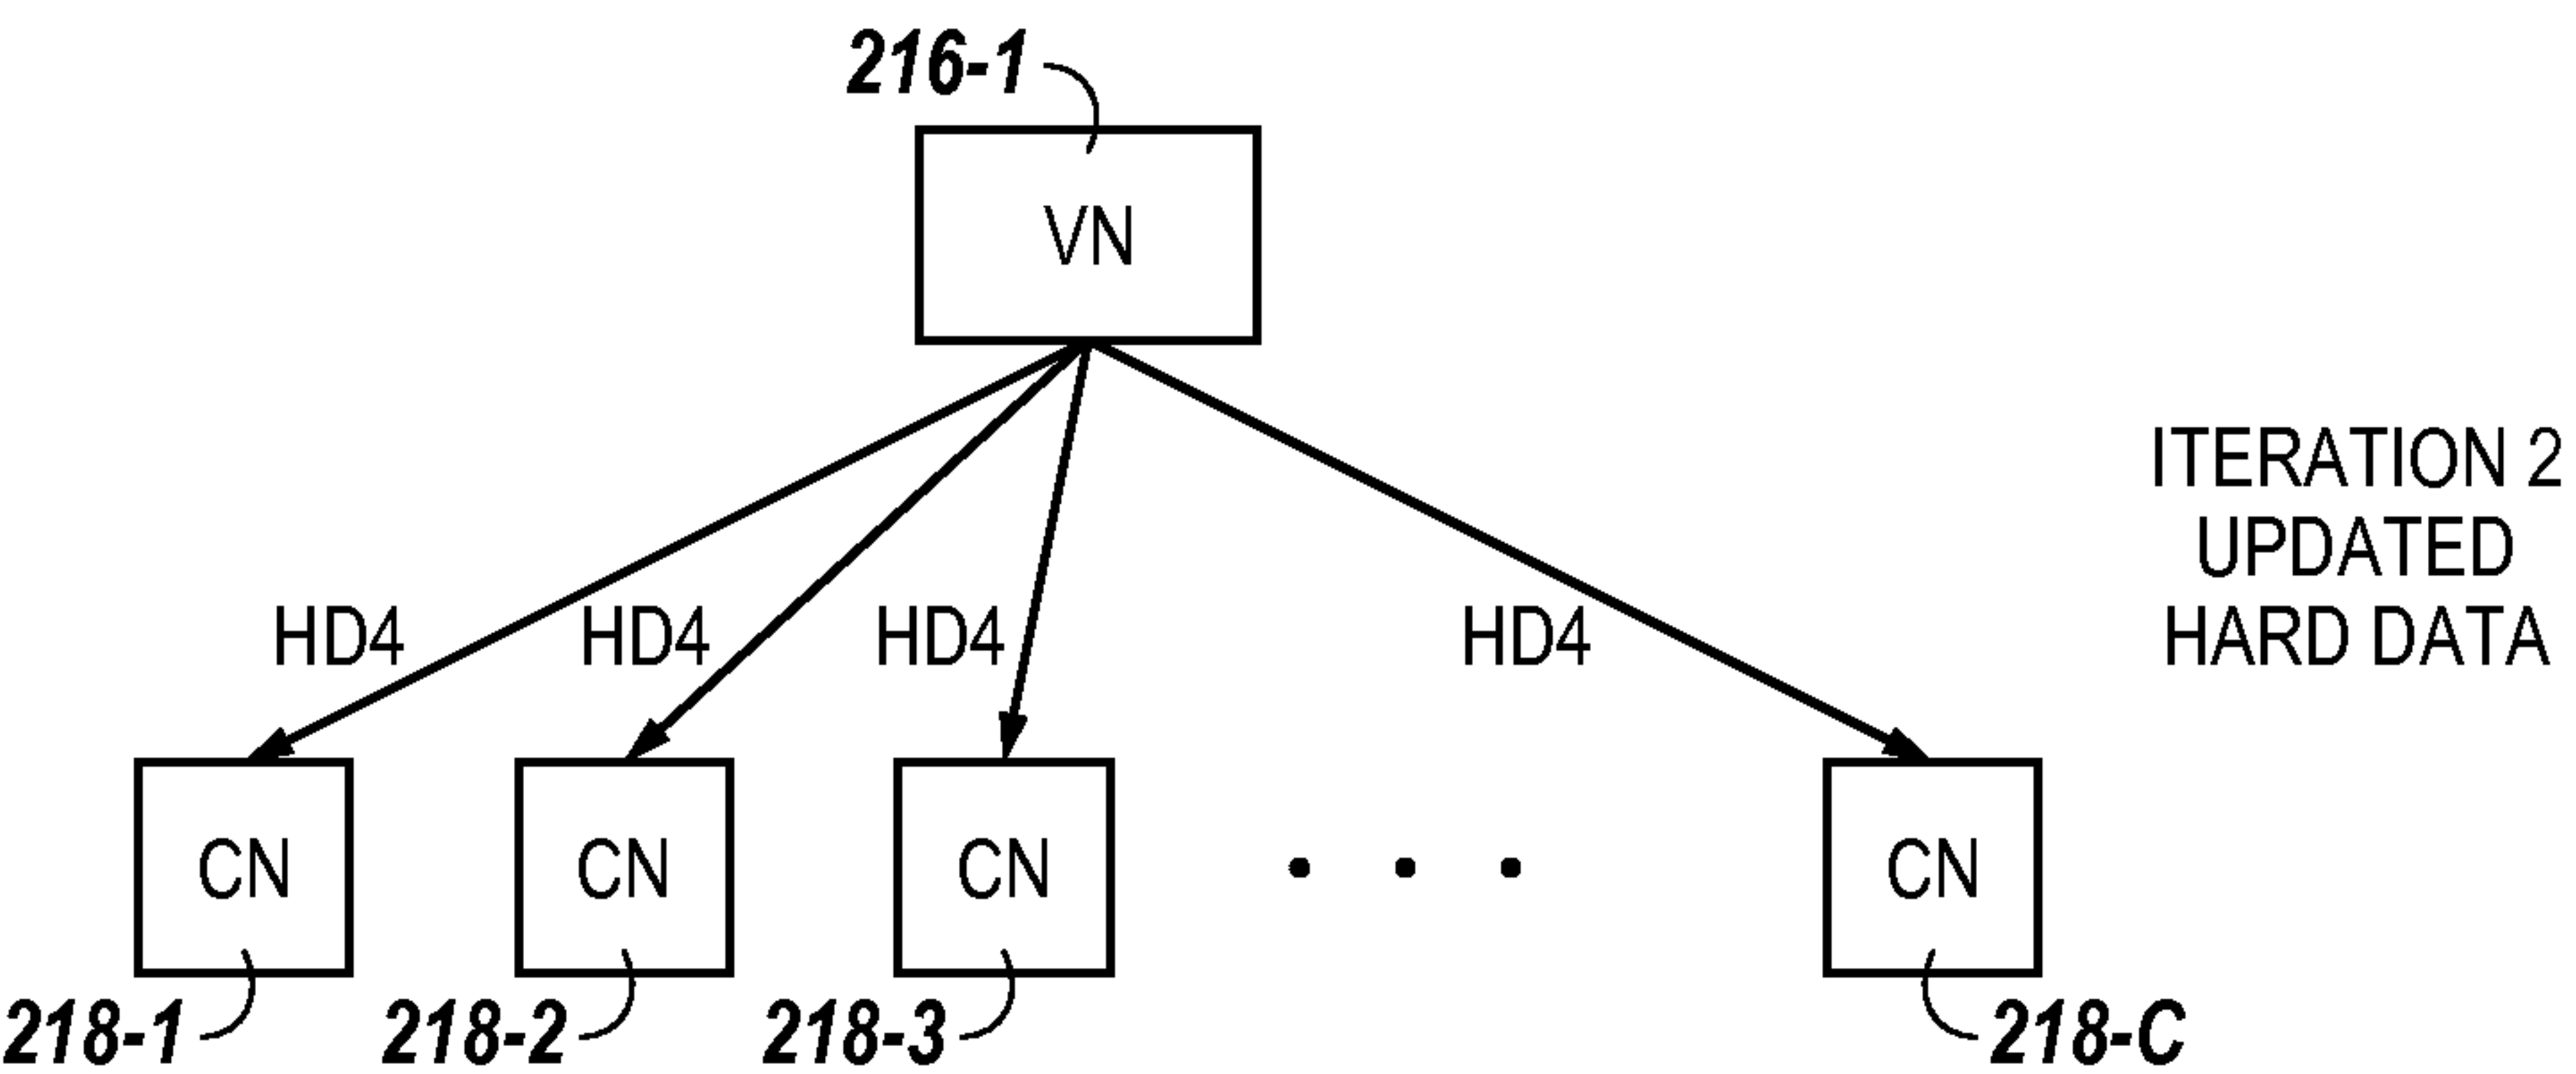 216-1
VN
ITERATION 2
UPDATED
HARD DATA
HD4 HD4 HD4 HD4
CN CN CN • • • CN
218-1 218-2 218-3 218-C